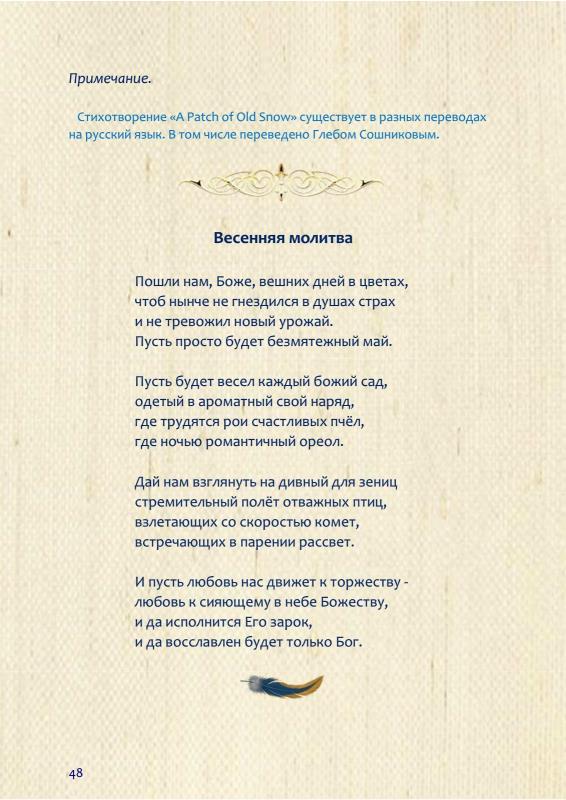 Примечание.
Стихотворение «A Patch of Old Snow» существует в разных переводах
на русский язык. В том числе переведено Глебом Сошниковым.
Весенняя молитва
Пошли нам, Боже, вешних дней в цветах,
чтоб нынче не гнездился в душах страх
и не тревожил новый урожай.
Пусть просто будет безмятежный май.
Пусть будет весел каждый божий сад,
одетый в ароматный свой наряд,
где трудятся рои счастливых пчёл,
где ночью романтичный ореол.
Дай нам взглянуть на дивный для зениц
стремительный полёт отважных птиц,
взлетающих со скоростью комет,
встречающих в парении рассвет.
И пусть любовь нас движет к торжеству -
любовь к сияющему в небе Божеству,
и да исполнится Его зарок,
и да восславлен будет только Бог.
48